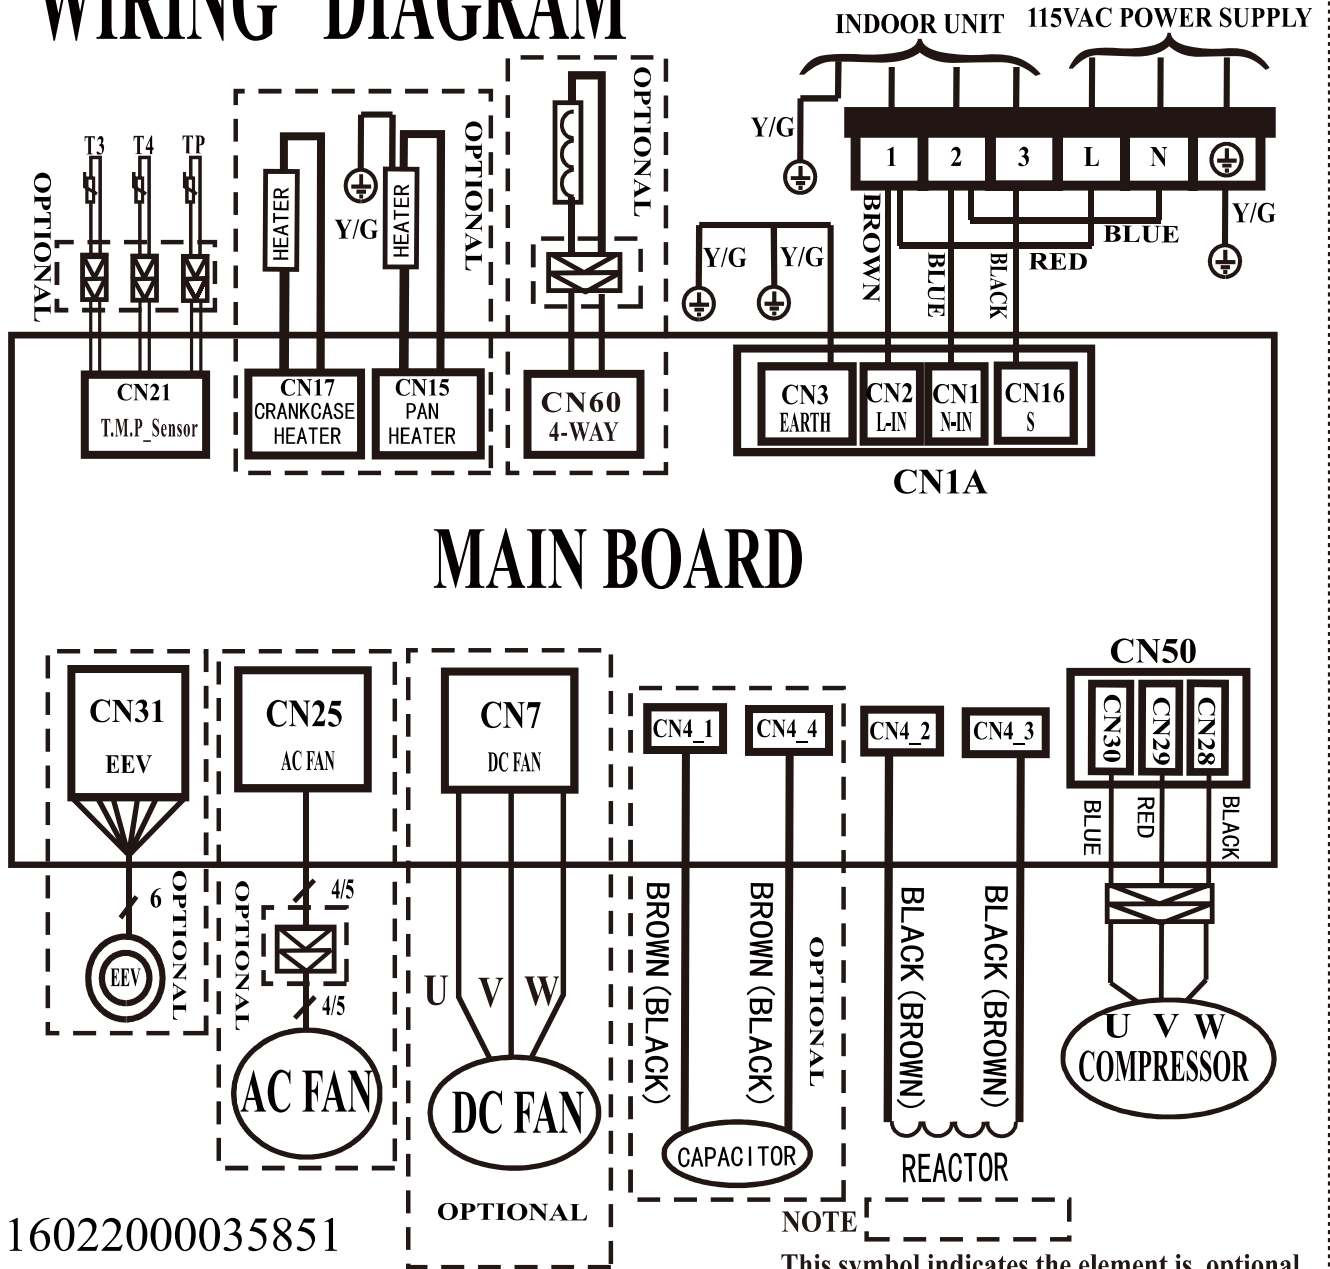 WIRING DIAGRAM
INDOOR UNIT
115VAC POWER SUPPLY
OPTIONAL
T3
T4
TP
OPTIONAL
HEATER
Y/G
HEATER
OPTIONAL
Y/G
1
2
3
L
N
Y/G
BROWN
BLUE
BLACK
BLUE
RED
Y/G
Y/G
CN21
T.M.P_Sensor
CN17
CRANKCASE
HEATER
CN15
PAN
HEATER
CN60
4-WAY
CN3
EARTH
CN2
L-IN
CN1
N-IN
CN16
S
CN1A
MAIN BOARD
CN31
EEV
CN25
AC FAN
CN7
DC FAN
CN4_1
CN4_4
CN4_2
CN4_3
CN50
CN30
CN29
CN28
BLUE
RED
BLACK
6
OPTIONAL
EEV
4/5
OPTIONAL
4/5
AC FAN
U
V
W
DC FAN
OPTIONAL
BROWN(BLACK)
BROWN(BLACK)
OPTIONAL
CAPACITOR
BLACK(BROWN)
BLACK(BROWN)
REACTOR
U V W
COMPRESSOR
16022000035851
NOTE
This symbol indicates the element is optional